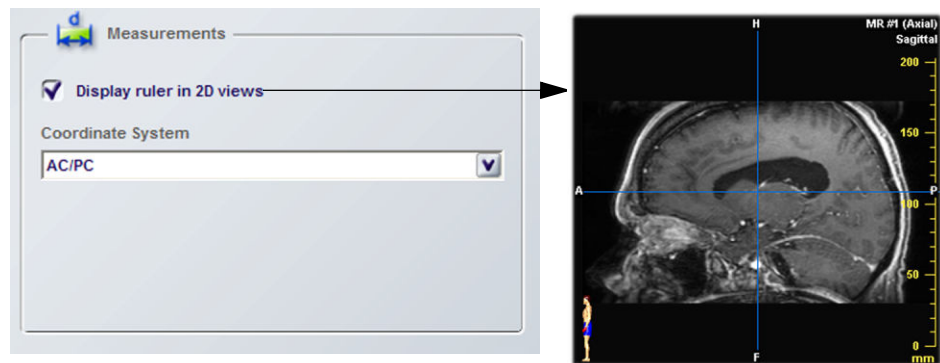 d
Measurements
Display ruler in 2D views
Coordinate System
AC/PC
H
MR #1 (Axial)
Sagittal
200
150
A
P
100
50
0
F
mm